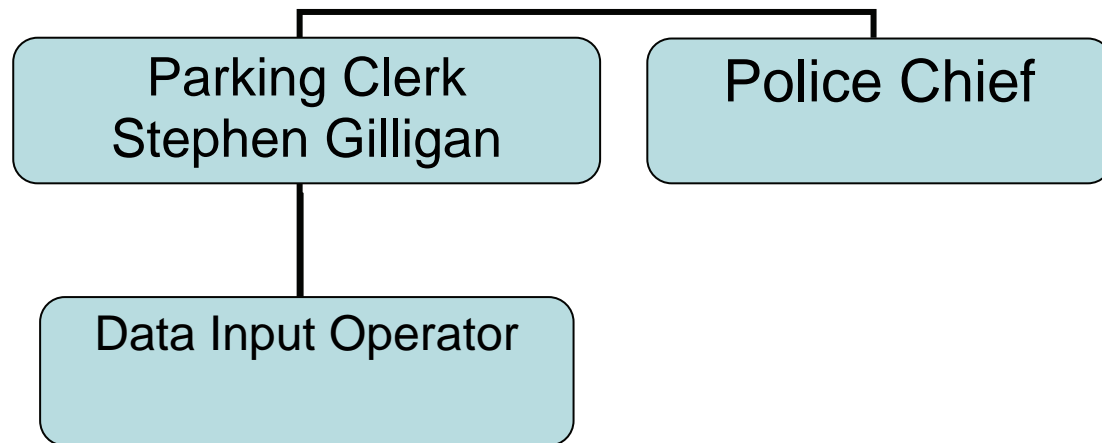 Parking Clerk
Stephen Gilligan
Police Chief
Data Input Operator